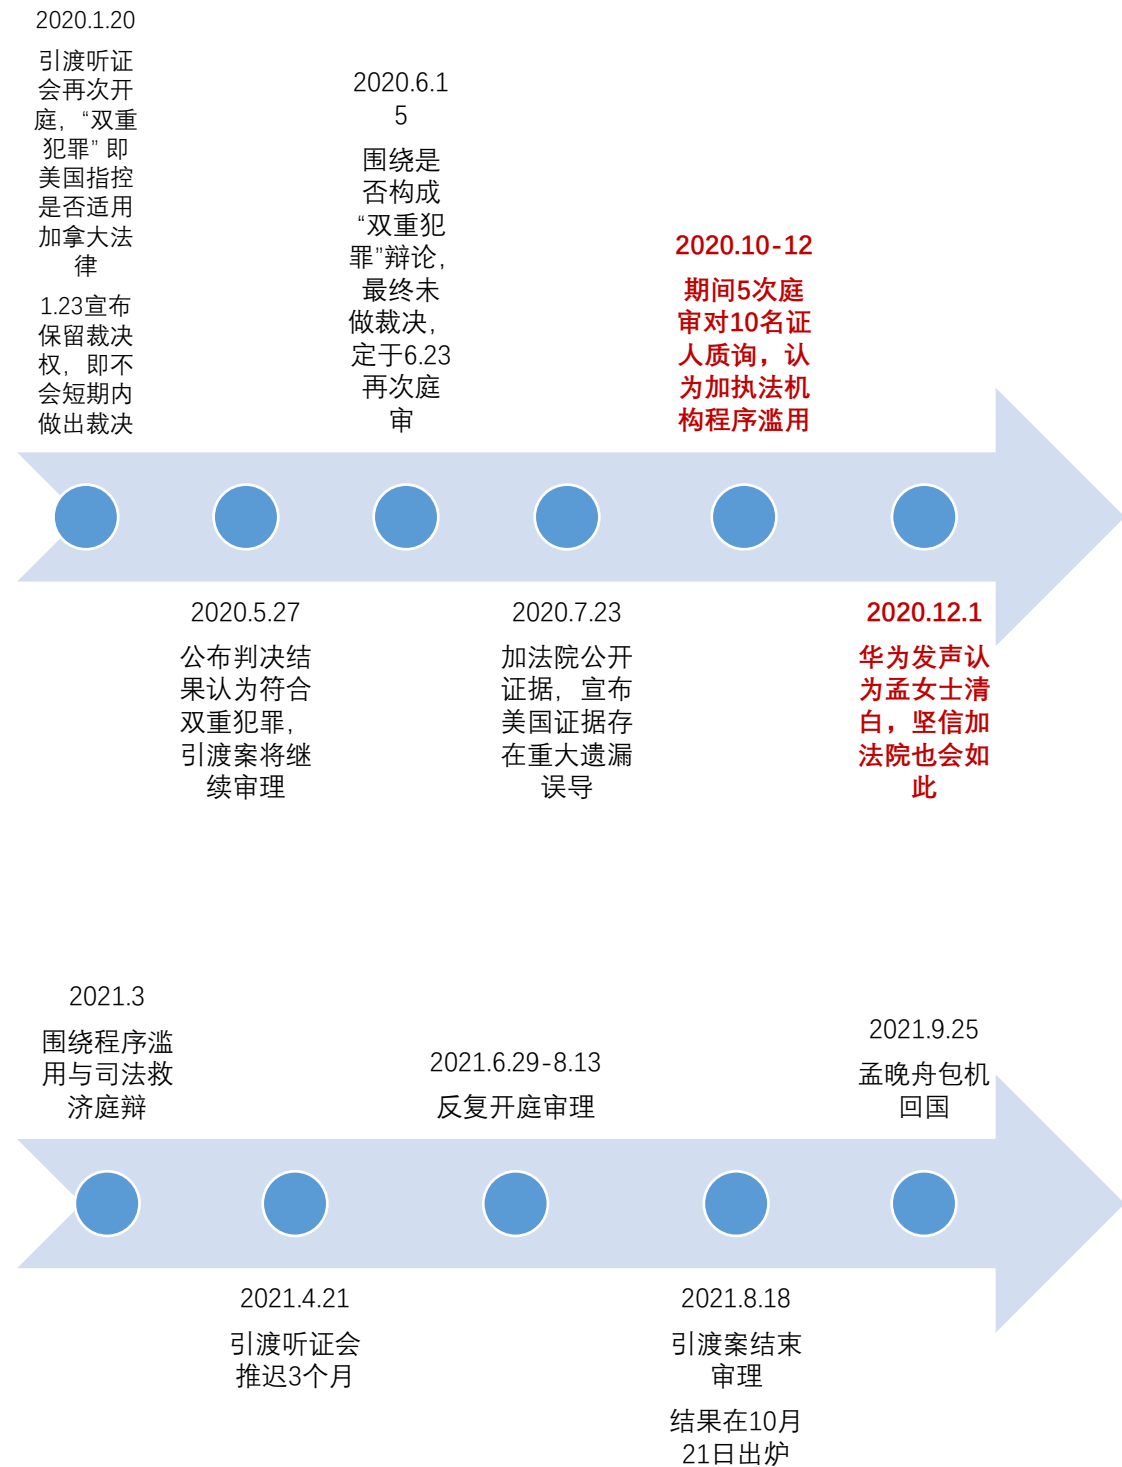 2020.1.20
引渡听证
会再次开
庭，“双重
犯罪” 即
美国指控
是否适用
加拿大法
律
1.23宣布
保留裁决
权，即不
会短期内
做出裁决
2020.5.27
公布判决结
果认为符合
双重犯罪，
引渡案将继
续审理
2020.6.1
5
围绕是
否构成
“双重犯
罪”辩论，
最终未
做裁决，
定于6.23
再次庭
审
2020.7.23
加法院公开
证据，宣布
美国证据存
在重大遗漏
误导
2020.10-12
期间5次庭
审对10名证
人质询，认
为加执法机
构程序滥用
2020.12.1
华为发声认
为孟女士清
白，坚信加
法院也会如
此
2021.3
围绕程序滥
用与司法救
济庭辩
2021.4.21
引渡听证会
推迟3个月
2021.6.29-8.13
反复开庭审理
2021.8.18
引渡案结束
审理
结果在10月
21日出炉
2021.9.25
孟晚舟包机
回国